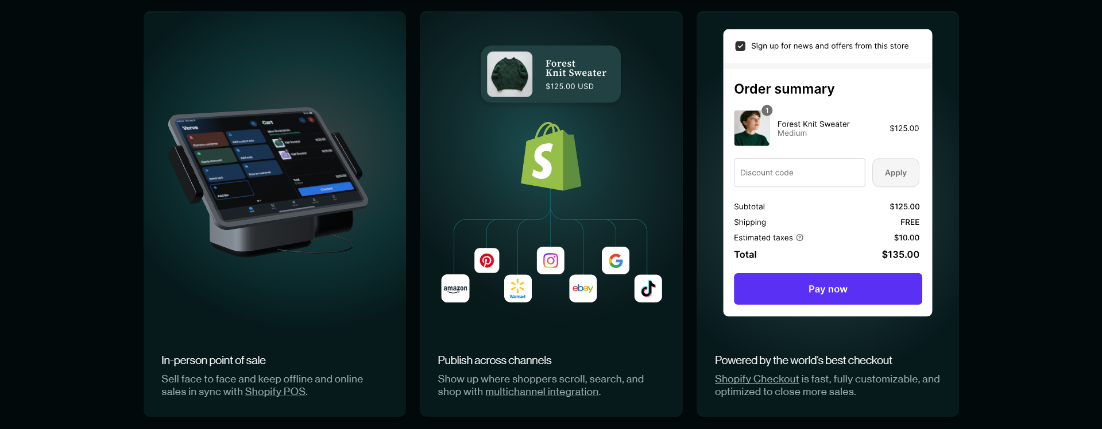 Verve
Cart
Forest
Knit Sweater
$125.00 USD
amazon
Walmart
ebay
Sign up for news and offers from this store
Order summary
1
Forest Knit Sweater
Medium
$125.00
Discount code
Apply
Subtotal
$125.00
Shipping
FREE
Estimated taxes
$10.00
Total
$135.00
Pay now
In-person point of sale
Sell face to face and keep offline and online
sales in sync with Shopify POS.
Publish across channels
Show up where shoppers scroll, search, and
shop with multichannel integration.
Powered by the world's best checkout
Shopify Checkout is fast, fully customizable, and
optimized to close more sales.